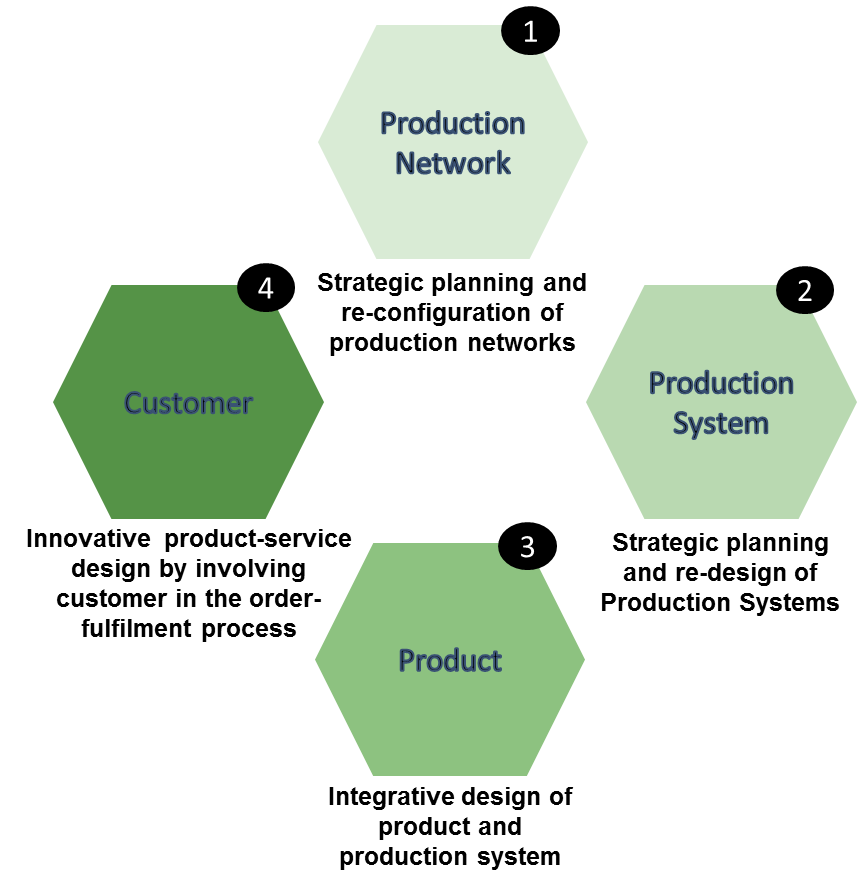 1
Production
Network
Strategic planning and
re-configuration of
production networks
2
Production
System
Strategic planning
and re-design of
Production Systems
3
Product
Integrative design of
product and
production system
4
Customer
Innovative product-service
design by involving
customer in the order-
fulfilment process